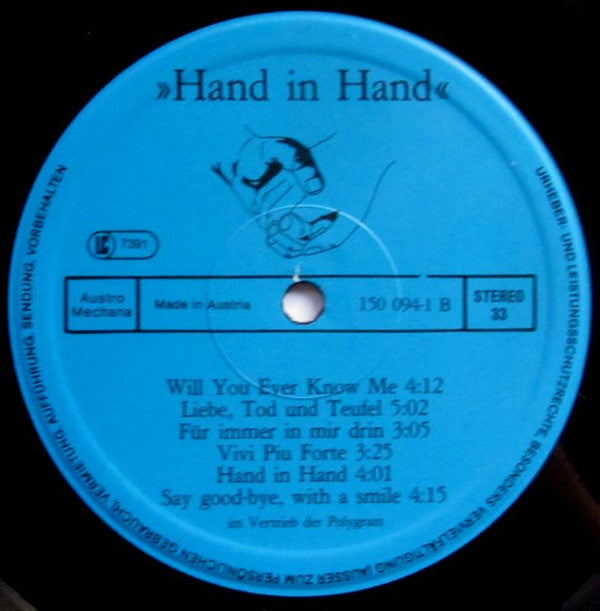 »Hand in Hand«
LC 7391
Austro
Mechana
Made in Austria
150 094-1 B
STEREO
33
Will You Ever Know Me 4:12
Liebe, Tod und Teufel 5:02
Für immer in mir drin 3:05
Vivi Piu Forte 3:25
Hand in Hand 4:01
Say good-bye, with a smile 4:15
im Vertrieb der Polygram
URHEBER- UND LEISTUNGSSCHUTZRECHTE, BESONDERS VERVIELFÄLTIGUNG (AUSSER ZUM PERSÖNLICHEN GEBRAUCH), VERMIETUNG, AUFFÜHRUNG, SENDUNG, VORBEHALTEN